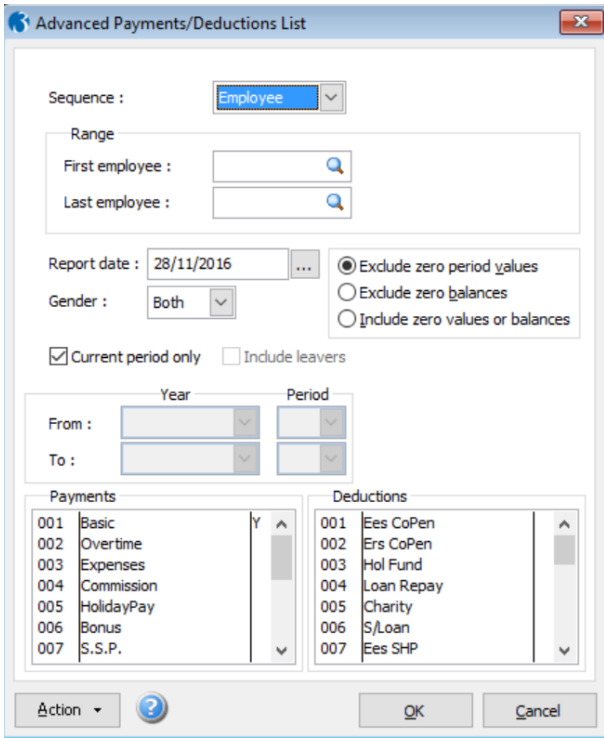 Advanced Payments/Deductions List
Sequence : Employee
Range
First employee :
Last employee :
Report date : 28/11/2016 ...
Gender : Both
Exclude zero period values
Exclude zero balances
Include zero values or balances
Current period only Include leavers
Year Period
From :
To :
Payments
001 Basic Y
002 Overtime
003 Expenses
004 Commission
005 HolidayPay
006 Bonus
007 S.S.P.
Deductions
001 Ees CoPen
002 Ers CoPen
003 Hol Fund
004 Loan Repay
005 Charity
006 S/Loan
007 Ees SHP
Action ? OK Cancel